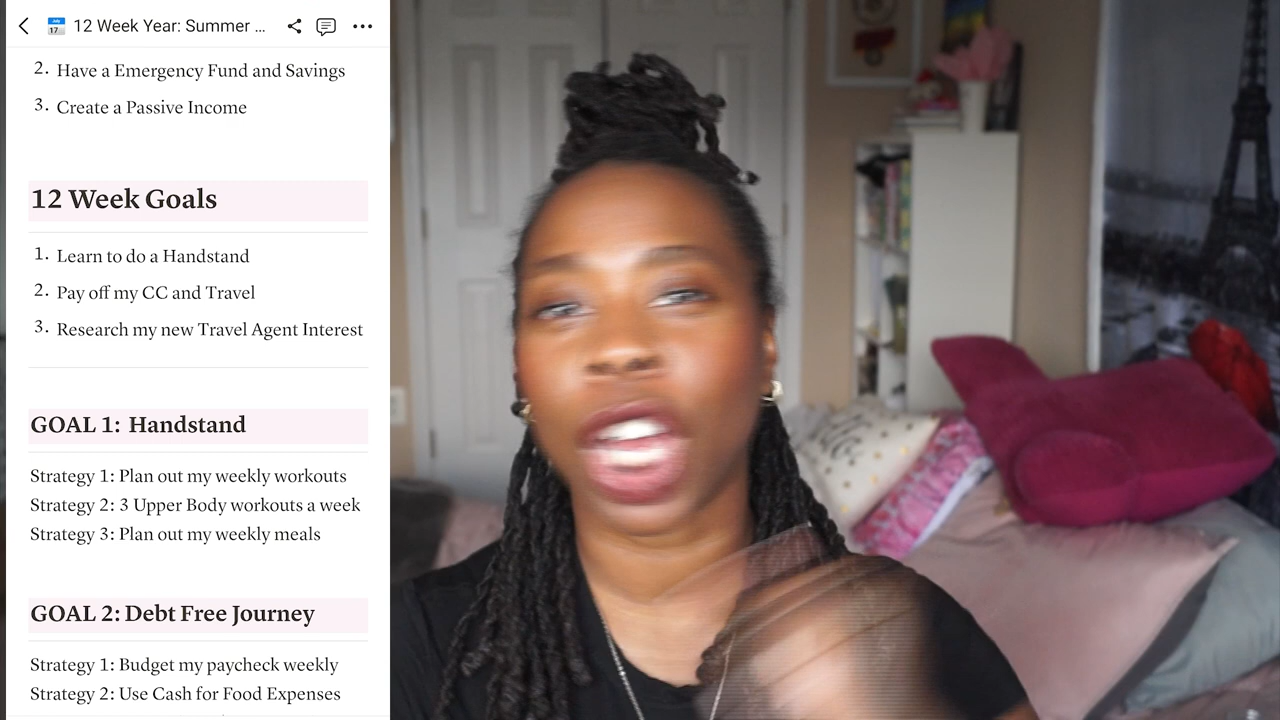 July
17
12 Week Year: Summer ...
2. Have a Emergency Fund and Savings
3. Create a Passive Income
12 Week Goals
1. Learn to do a Handstand
2. Pay off my CC and Travel
3. Research my new Travel Agent Interest
GOAL 1: Handstand
Strategy 1: Plan out my weekly workouts
Strategy 2: 3 Upper Body workouts a week
Strategy 3: Plan out my weekly meals
GOAL 2: Debt Free Journey
Strategy 1: Budget my paycheck weekly
Strategy 2: Use Cash for Food Expenses